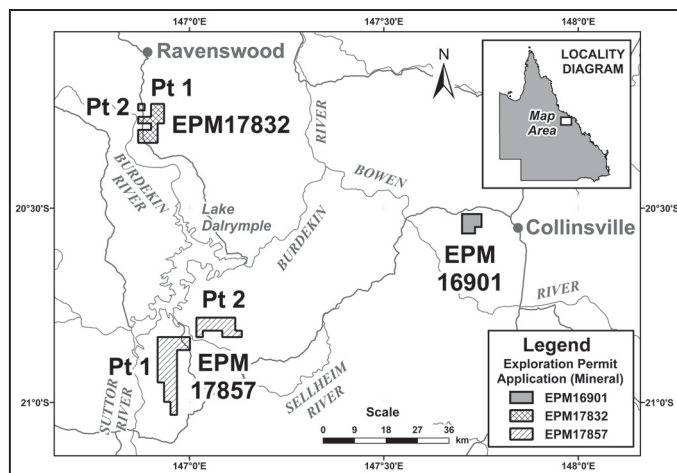 147°0'E
147°30'E
148°0'E
Ravenswood
N
LOCALITY
DIAGRAM
Map
Area
Pt 1
Pt 2
EPM17832
BURDEKIN
RIVER
RIVER
BOWEN
20°30'S
20°30'S
Lake
Dalrymple
BURDEKIN
Collinsville
EPM
16901
RIVER
Pt 2
Pt 1
EPM
17857
SUTTOR
RIVER
SELLHEIM
RIVER
Legend
Exploration Permit
Application (Mineral)
EPM16901
EPM17832
EPM17857
21°0'S
21°0'S
Scale
0 9 18 27 36
km
147°0'E
147°30'E
148°0'E